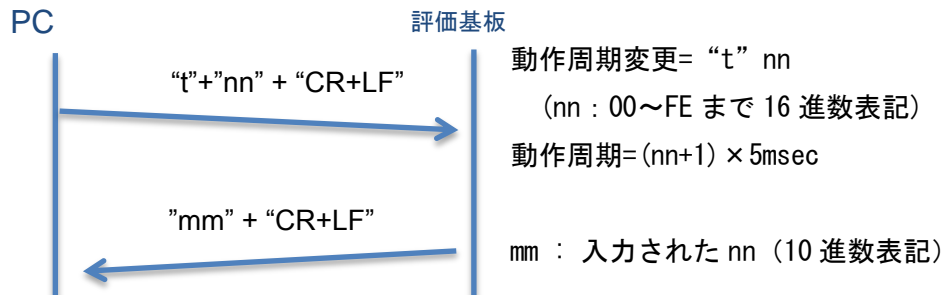 PC
評価基板
“t”+”nn” + “CR+LF”
動作周期変更= “t” nn
(nn：00～FE まで 16 進数表記)
動作周期=(nn+1)×5msec
”mm” + “CR+LF”
mm ： 入力された nn (10 進数表記)